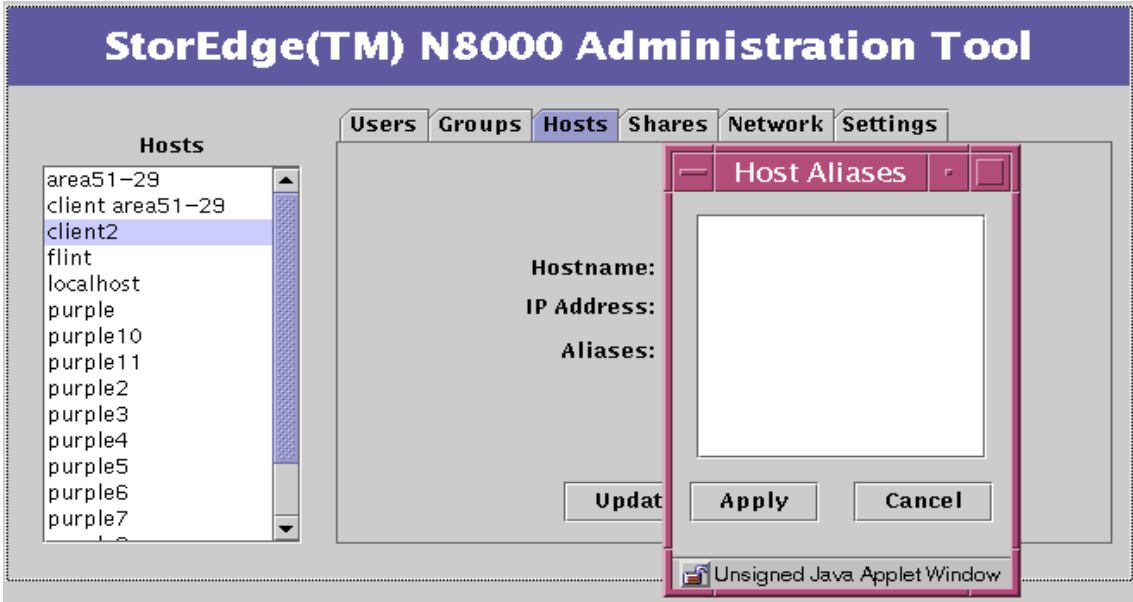 StorEdge(TM) N8000 Administration Tool
Users Groups Hosts Shares Network Settings
Hosts
area51-29
client area51-29
client2
flint
localhost
purple
purple10
purple11
purple2
purple3
purple4
purple5
purple6
purple7
Hostname:
IP Address:
Aliases:
Updat
Host Aliases
Apply Cancel
Unsigned Java Applet Window